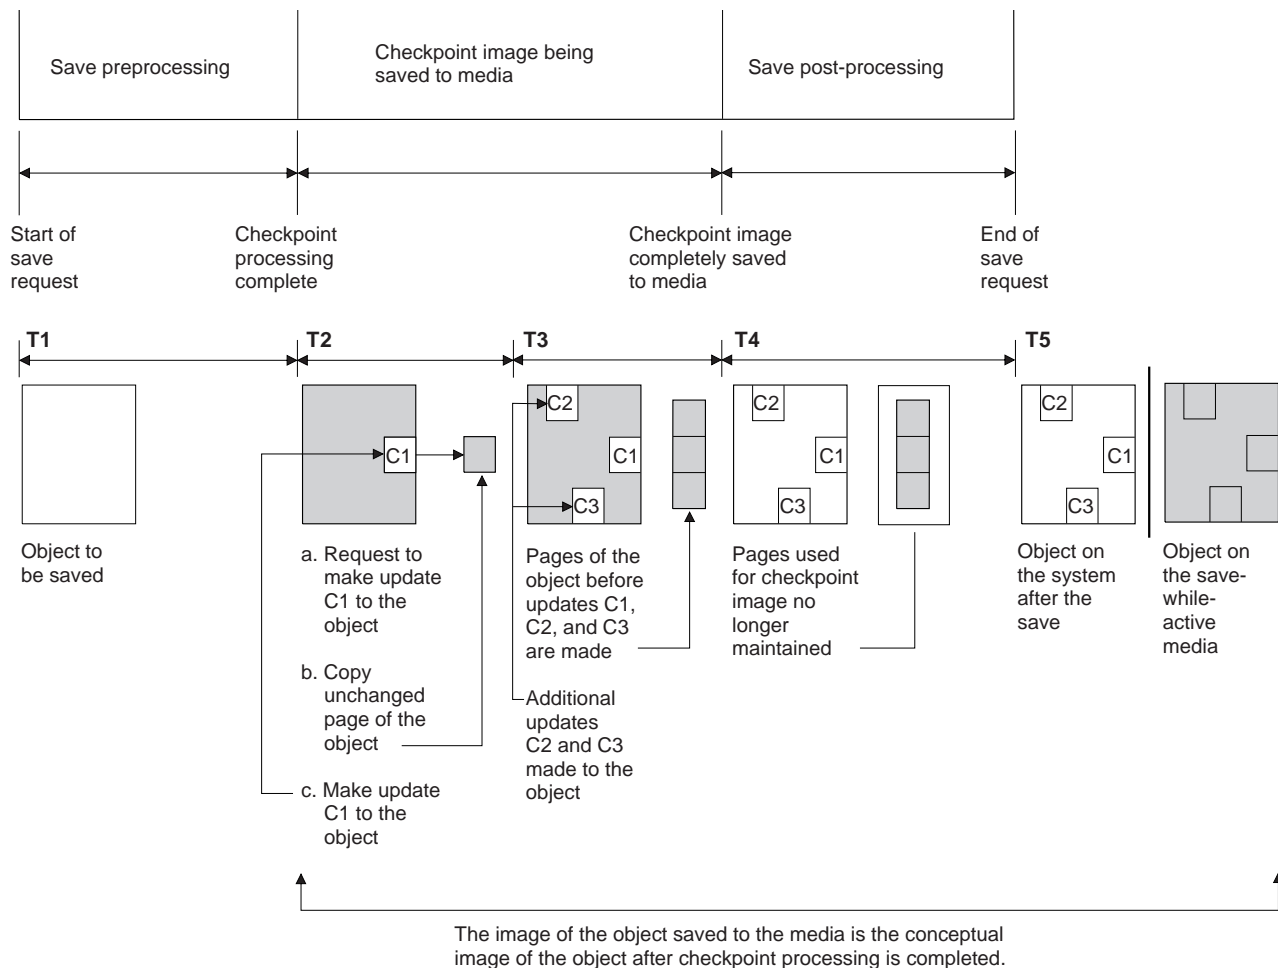 Save preprocessing
Checkpoint image being
saved to media
Save post-processing
Start of
save
request
Checkpoint
processing
complete
Checkpoint image
completely saved
to media
End of
save
request
T1
T2
T3
T4
T5
C1
C2
C1
C3
C2
C1
C3
C2
C1
C3
Object to
be saved
a. Request to
make update
C1 to the
object
b. Copy
unchanged
page of the
object
c. Make update
C1 to the
object
Pages of the
object before
updates C1,
C2, and C3
are made
Additional
updates
C2 and C3
made to the
object
Pages used
for checkpoint
image no
longer
maintained
Object on
the system
after the
save
Object on
the save-
while-
active
media
The image of the object saved to the media is the conceptual
image of the object after checkpoint processing is completed.